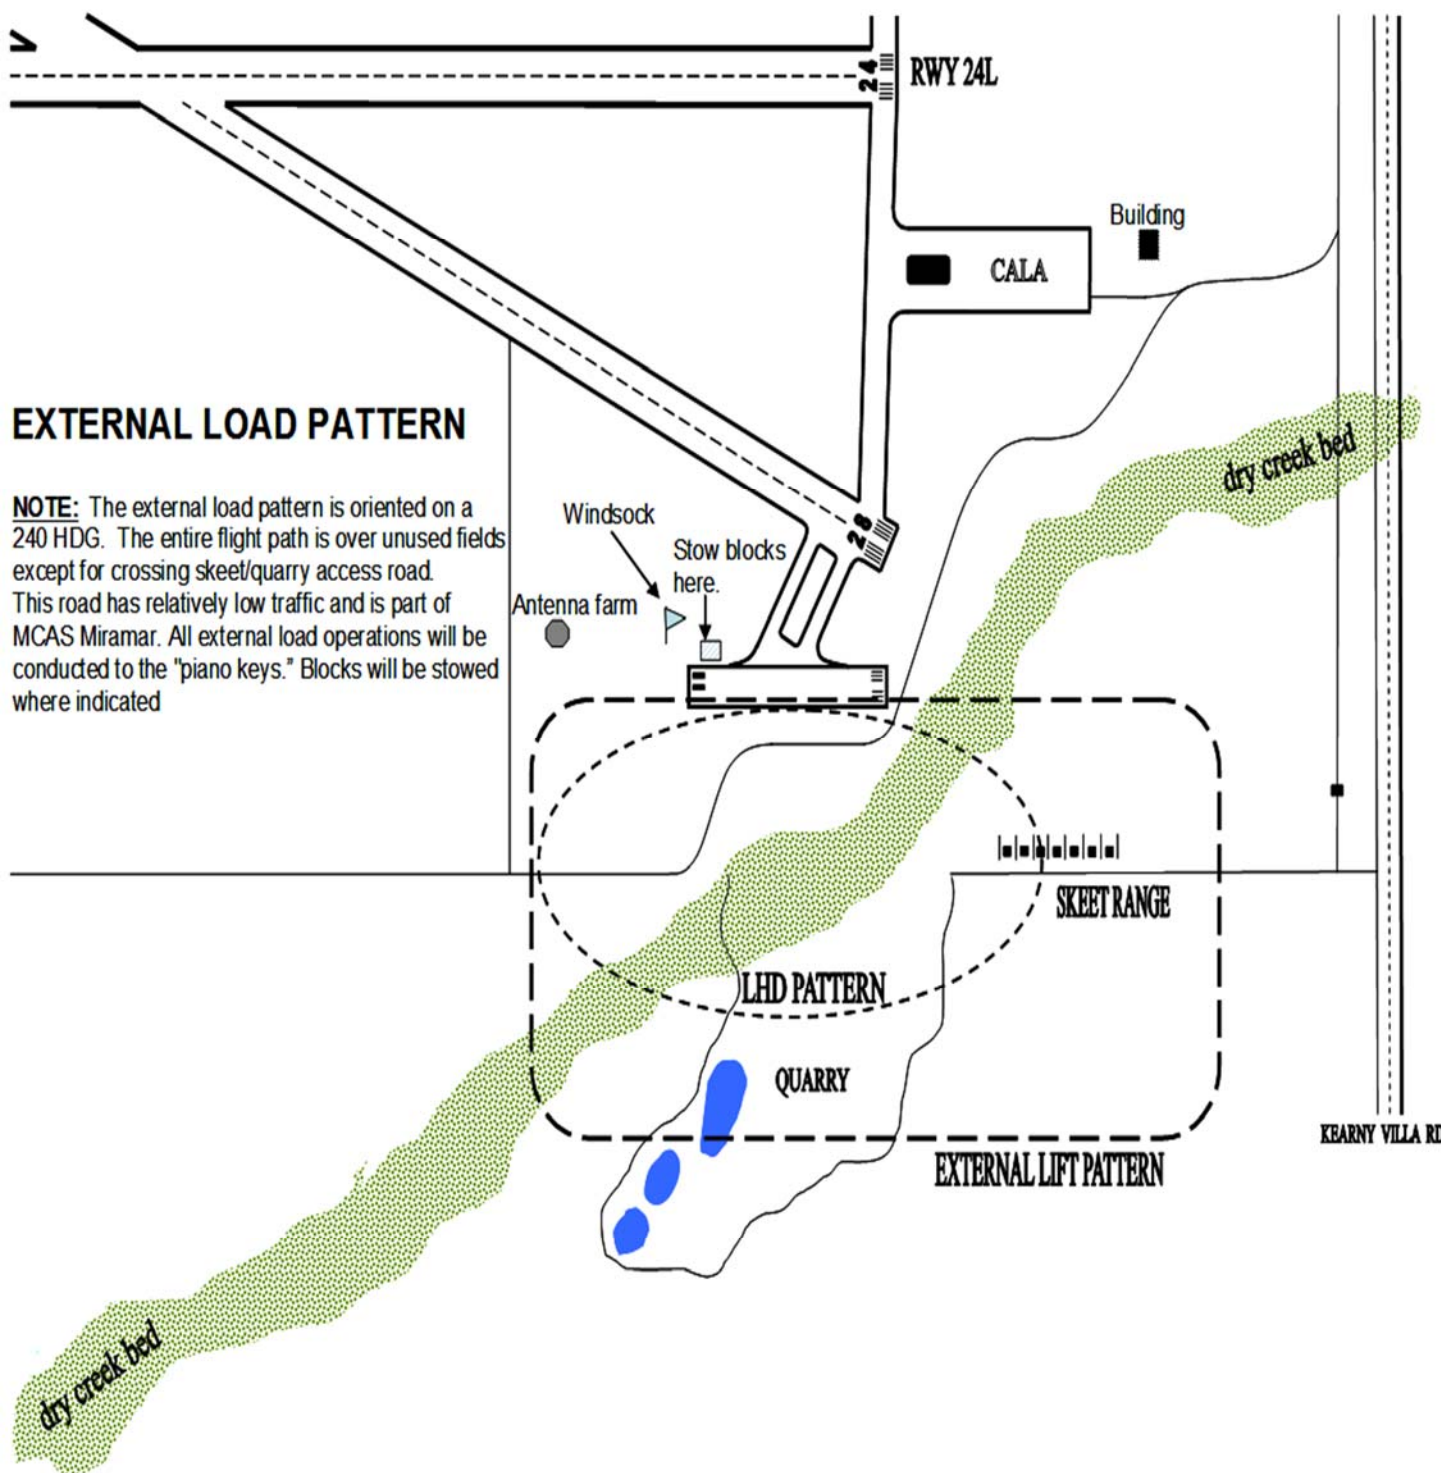 24
RWY 24L
Building
CALA
EXTERNAL LOAD PATTERN
NOTE: The external load pattern is oriented on a
240 HDG. The entire flight path is over unused fields
except for crossing skeet/quarry access road.
This road has relatively low traffic and is part of
MCAS Miramar. All external load operations will be
conducted to the "piano keys." Blocks will be stowed
where indicated
dry creek bed
28
Windsock
Stow blocks
here.
Antenna farm
SKEET RANGE
LHD PATTERN
QUARRY
KEARNY VILLA RD
EXTERNAL LIFT PATTERN
dry creek bed